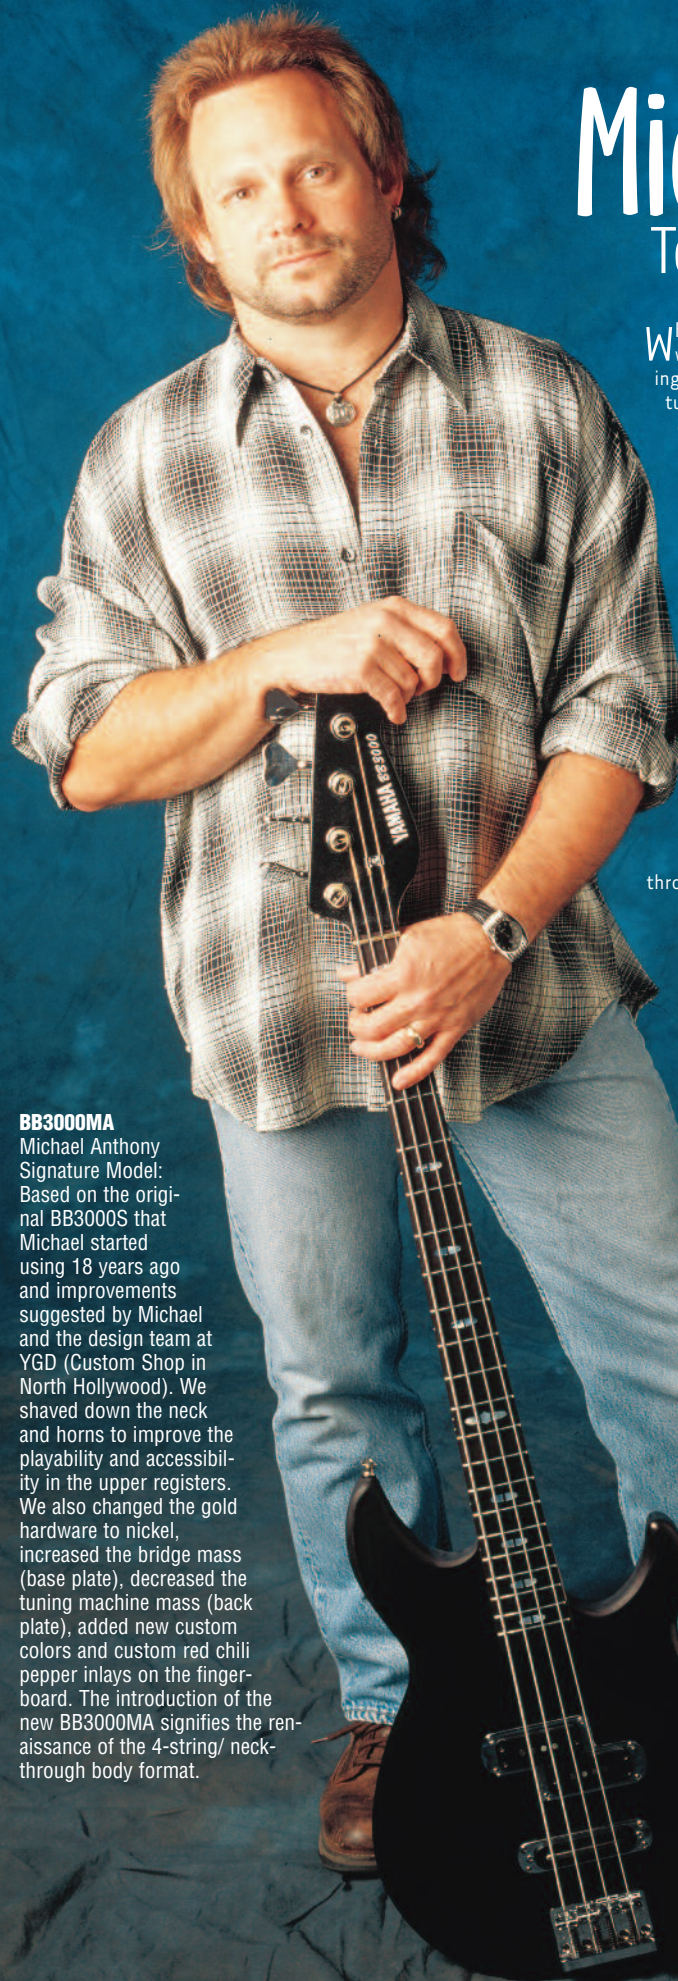 Mi
T
W
ing
tu
YAMAHA BB3000
thro
BB3000MA
Michael Anthony
Signature Model:
Based on the origi-
nal BB3000S that
Michael started
using 18 years ago
and improvements
suggested by Michael
and the design team at
YGD (Custom Shop in
North Hollywood). We
shaved down the neck
and horns to improve the
playability and accessibil-
ity in the upper registers.
We also changed the gold
hardware to nickel,
increased the bridge mass
(base plate), decreased the
tuning machine mass (back
plate), added new custom
colors and custom red chili
pepper inlays on the finger-
board. The introduction of the
new BB3000MA signifies the ren-
aissance of the 4-string/ neck-
through body format.